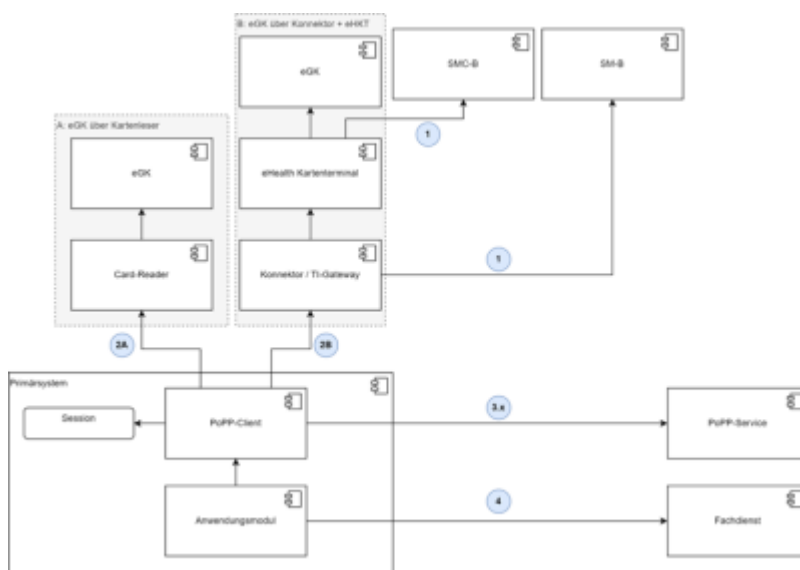 B: eGK über Konnektor + eHKT
eGK
SMC-B
SM-B
1
A: eGK über Kartenleser
eGK
eHealth Kartenterminal
Card-Reader
Konnektor / TI-Gateway
1
2A
2B
Primärsystem
Session
PoPP-Client
3.x
PoPP-Service
Anwendungsmodul
4
Fachdienst